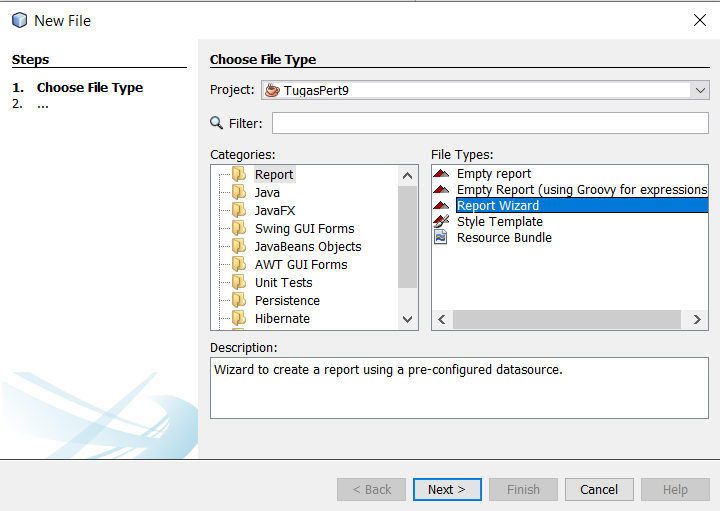 New File
Steps
1. Choose File Type
2. ...
Choose File Type
Project: TugasPert9
Filter:
Categories:
Report
Java
JavaFX
Swing GUI Forms
JavaBeans Objects
AWT GUI Forms
Unit Tests
Persistence
Hibernate
File Types:
Empty report
Empty Report (using Groovy for expressions
Report Wizard
Style Template
Resource Bundle
Description:
Wizard to create a report using a pre-configured datasource.
< Back Next > Finish Cancel Help